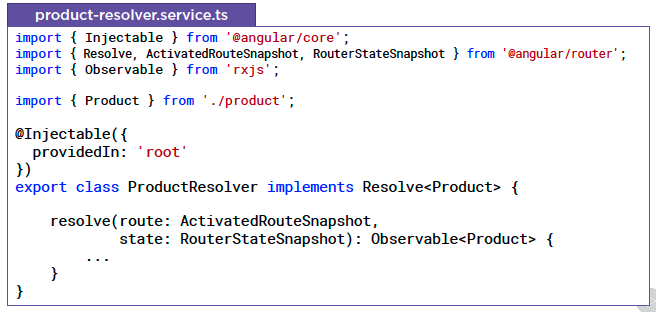 product-resolver.service.ts
import { Injectable } from '@angular/core';
import { Resolve, ActivatedRouteSnapshot, RouterStateSnapshot } from '@angular/router';
import { Observable } from 'rxjs';
import { Product } from './product';
@Injectable({
  providedIn: 'root'
})
export class ProductResolver implements Resolve<Product> {
    resolve(route: ActivatedRouteSnapshot,
            state: RouterStateSnapshot): Observable<Product> {
        ...
    }
}